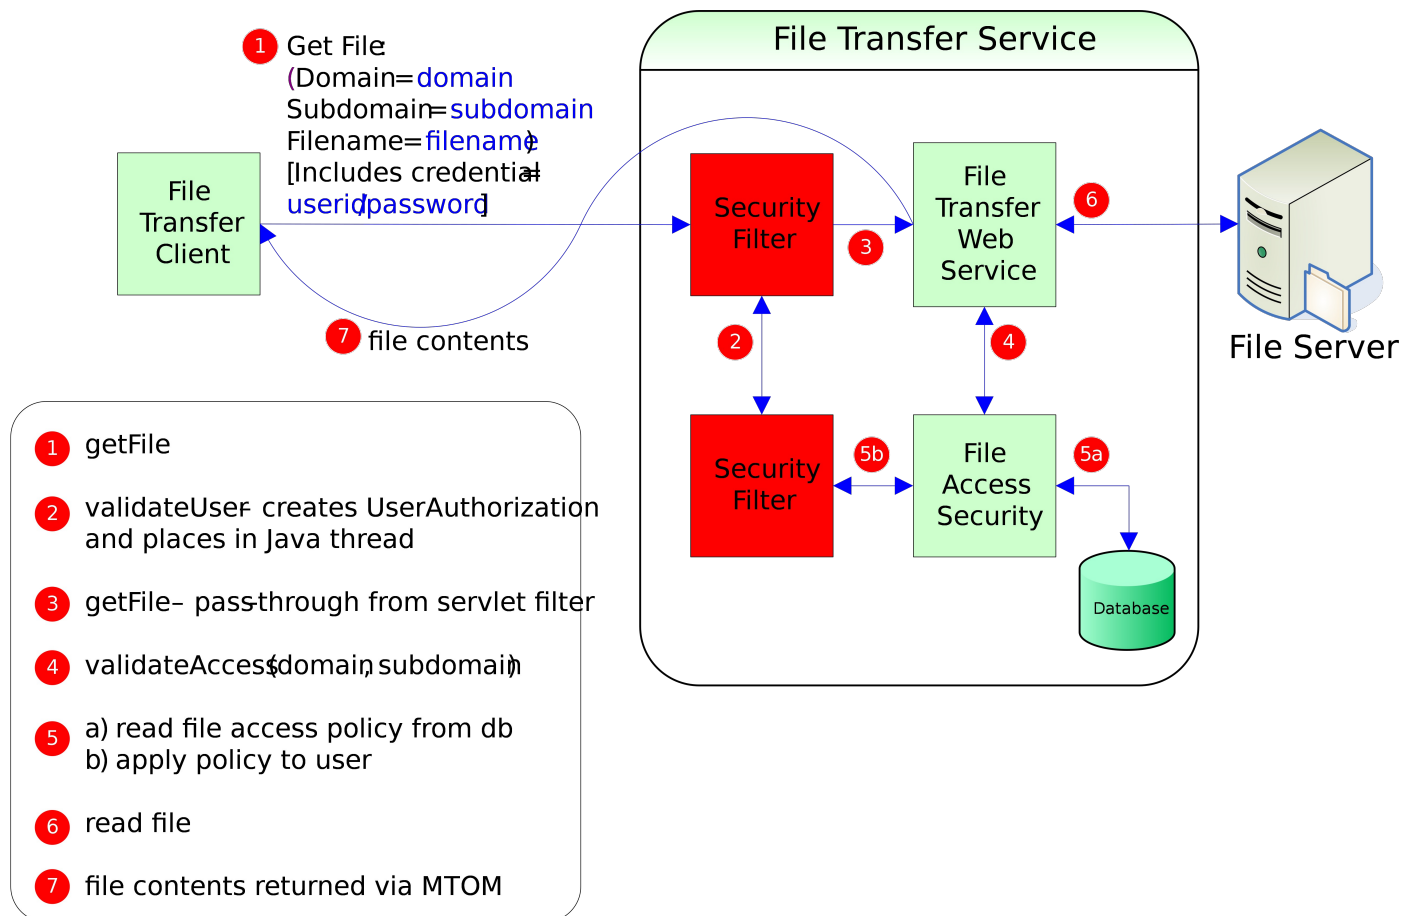 File Transfer Service
1
Get File:
(Domain=domain
Subdomain=subdomain
Filename=filename)
[Includes credential=
userid/password]
File
Transfer
Client
Security
Filter
File
Transfer
Web
Service
6
3
7
file contents
2
4
File Server
Security
Filter
5b
File
Access
Security
5a
Database
1 getFile
2 validateUser- creates UserAuthorization
and places in Java thread
3 getFile– pass-through from servlet filter
4 validateAccess(domain, subdomain)
5 a) read file access policy from db
b) apply policy to user
6 read file
7 file contents returned via MTOM